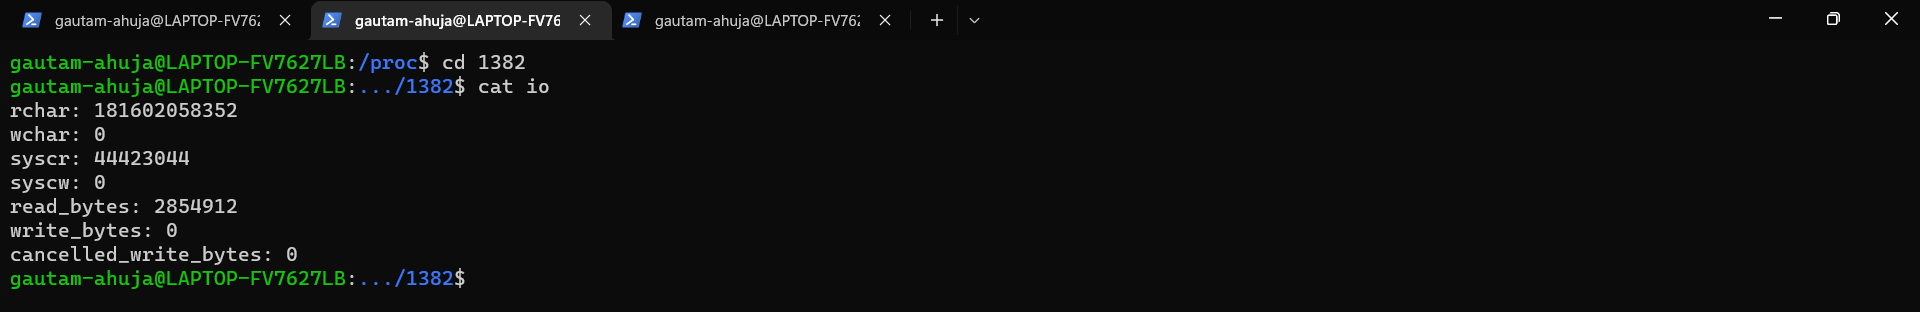 gautam-ahuja@LAPTOP-FV762 gautam-ahuja@LAPTOP-FV76 gautam-ahuja@LAPTOP-FV762
gautam-ahuja@LAPTOP-FV7627LB:/proc$ cd 1382
gautam-ahuja@LAPTOP-FV7627LB:.../1382$ cat io
rchar: 181602058352
wchar: 0
syscr: 44423044
syscw: 0
read_bytes: 2854912
write_bytes: 0
cancelled_write_bytes: 0
gautam-ahuja@LAPTOP-FV7627LB:.../1382$